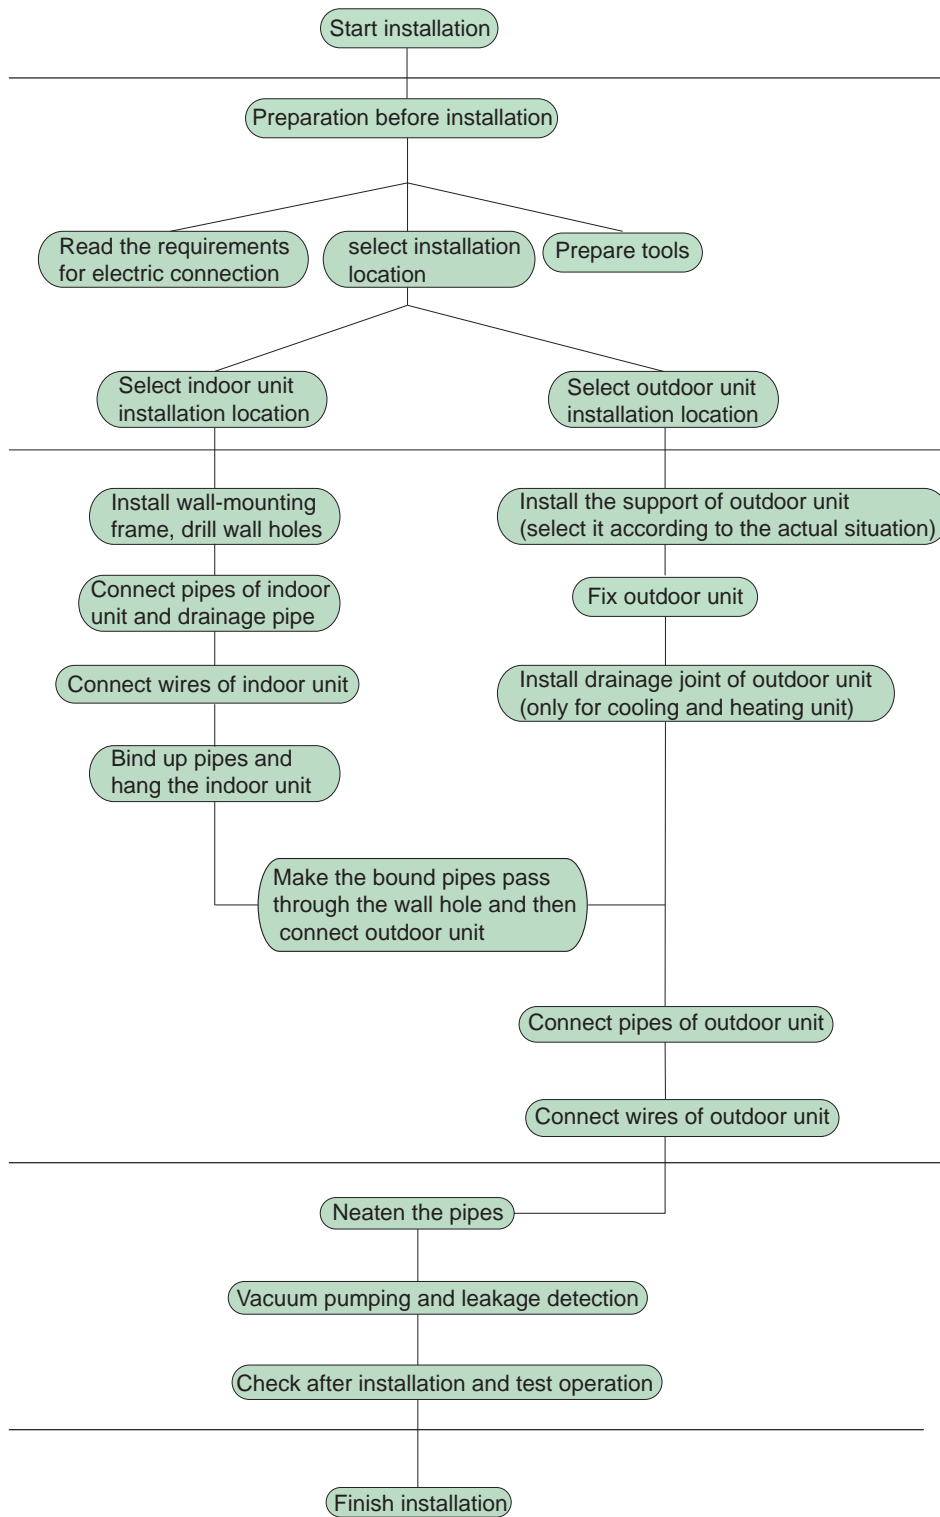 Start installation
Preparation before installation
Read the requirements
for electric connection
select installation
location
Prepare tools
Select indoor unit
installation location
Select outdoor unit
installation location
Install wall-mounting
frame, drill wall holes
Install the support of outdoor unit
(select it according to the actual situation)
Connect pipes of indoor
unit and drainage pipe
Fix outdoor unit
Connect wires of indoor unit
Install drainage joint of outdoor unit
(only for cooling and heating unit)
Bind up pipes and
hang the indoor unit
Make the bound pipes pass
through the wall hole and then
connect outdoor unit
Connect pipes of outdoor unit
Connect wires of outdoor unit
Neaten the pipes
Vacuum pumping and leakage detection
Check after installation and test operation
Finish installation